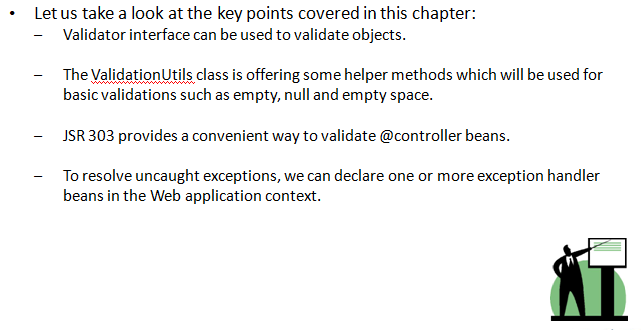 • Let us take a look at the key points covered in this chapter:
– Validator interface can be used to validate objects.
– The ValidationUtils class is offering some helper methods which will be used for
basic validations such as empty, null and empty space.
– JSR 303 provides a convenient way to validate @controller beans.
– To resolve uncaught exceptions, we can declare one or more exception handler
beans in the Web application context.